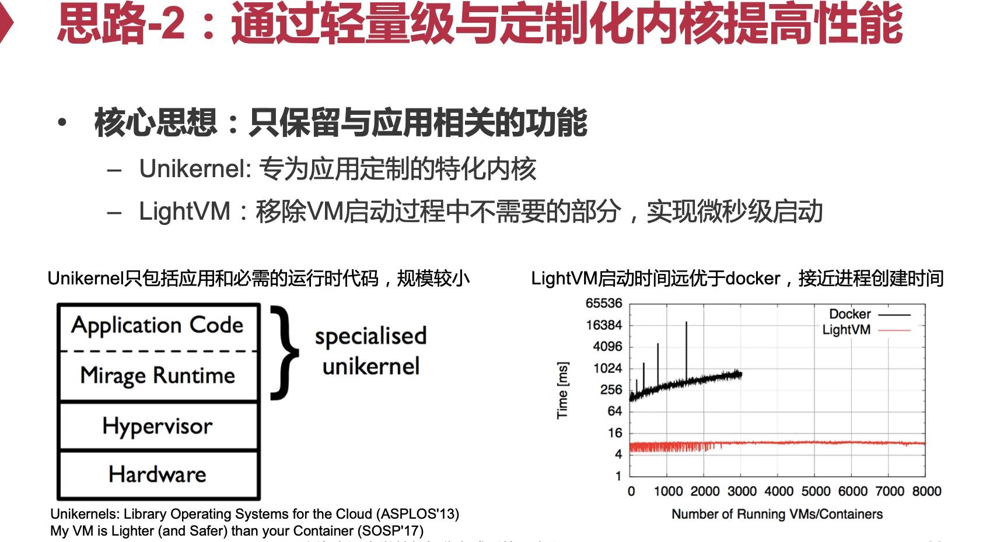 思路-2：通过轻量级与定制化内核提高性能
• 核心思想：只保留与应用相关的功能
– Unikernel: 专为应用定制的特化内核
– LightVM：移除VM启动过程中不需要的部分，实现微秒级启动
Unikernel只包括应用和必需的运行时代码，规模较小
Application Code
Mirage Runtime
Hypervisor
Hardware
specialised
unikernel
Unikernels: Library Operating Systems for the Cloud (ASPLOS'13)
My VM is Lighter (and Safer) than your Container (SOSP'17)
LightVM启动时间远优于docker，接近进程创建时间
65536
16384
4096
1024
256
64
16
4
1
Time [ms]
Docker
LightVM
0 1000 2000 3000 4000 5000 6000 7000 8000
Number of Running VMs/Containers